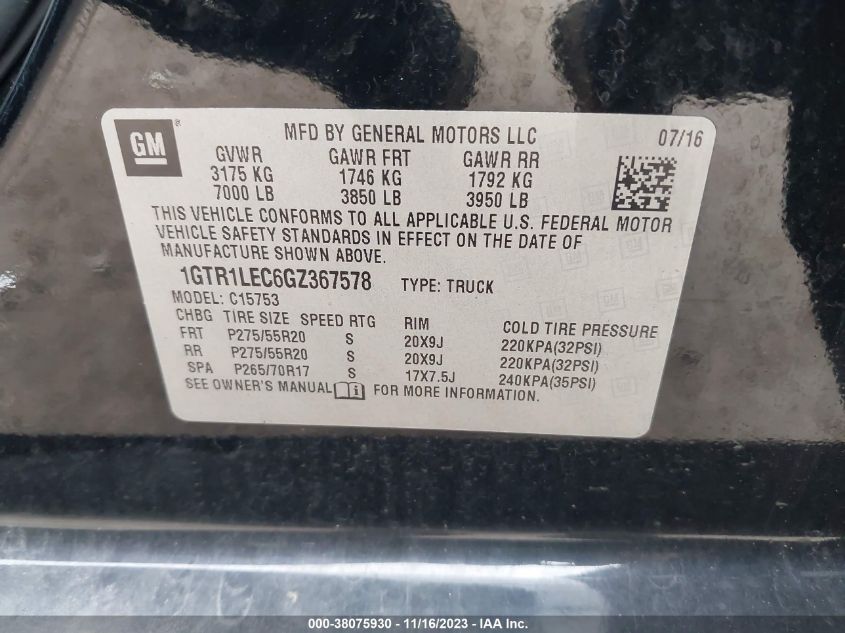 GM
MFD BY GENERAL MOTORS LLC 07/16
GVWR GAWR FRT GAWR RR
3175 KG 1746 KG 1792 KG
7000 LB 3850 LB 3950 LB
THIS VEHICLE CONFORMS TO ALL APPLICABLE U.S. FEDERAL MOTOR
VEHICLE SAFETY STANDARDS IN EFFECT ON THE DATE OF
MANUFACTURE SHOWN ABOVE.
1GTR1LEC6GZ367578 TYPE: TRUCK
MODEL: C15753
CHBG TIRE SIZE SPEED RTG RIM COLD TIRE PRESSURE
FRT P275/55R20 S 20X9J 220KPA(32PSI)
RR P275/55R20 S 20X9J 220KPA(32PSI)
SPA P265/70R17 S 17X7.5J 240KPA(35PSI)
SEE OWNER'S MANUAL FOR MORE INFORMATION.
000-38075930 - 11/16/2023 - IAA Inc.